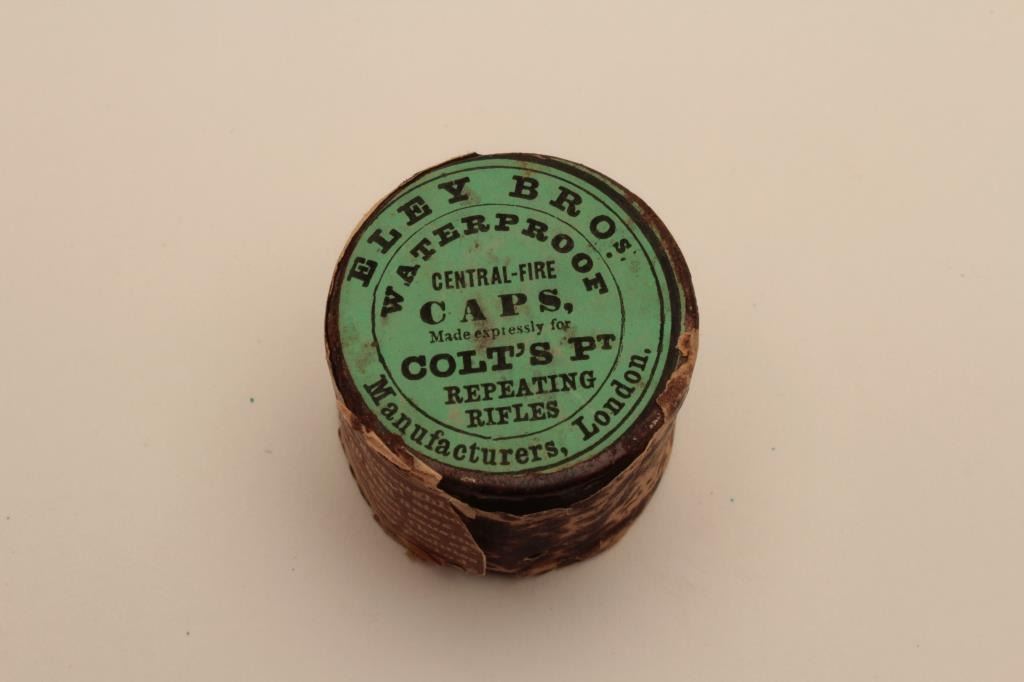 ELEY BROS.
WATERPROOF
CENTRAL-FIRE
CAPS,
Made expressly for
COLT'S PT
REPEATING
RIFLES
Manufacturers, London.